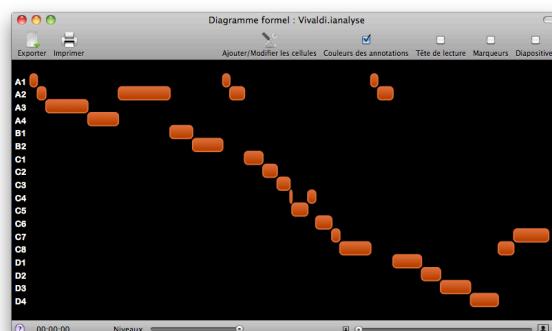 Diagramme formel : Vivaldi.ianalyse
Exporter Imprimer Ajouter/Modifier les cellules Couleurs des annotations Tête de lecture Marqueurs Diapositive
A1
A2
A3
A4
B1
B2
C1
C2
C3
C4
C5
C6
C7
C8
D1
D2
D3
D4
? 00:00:00 Niveaux